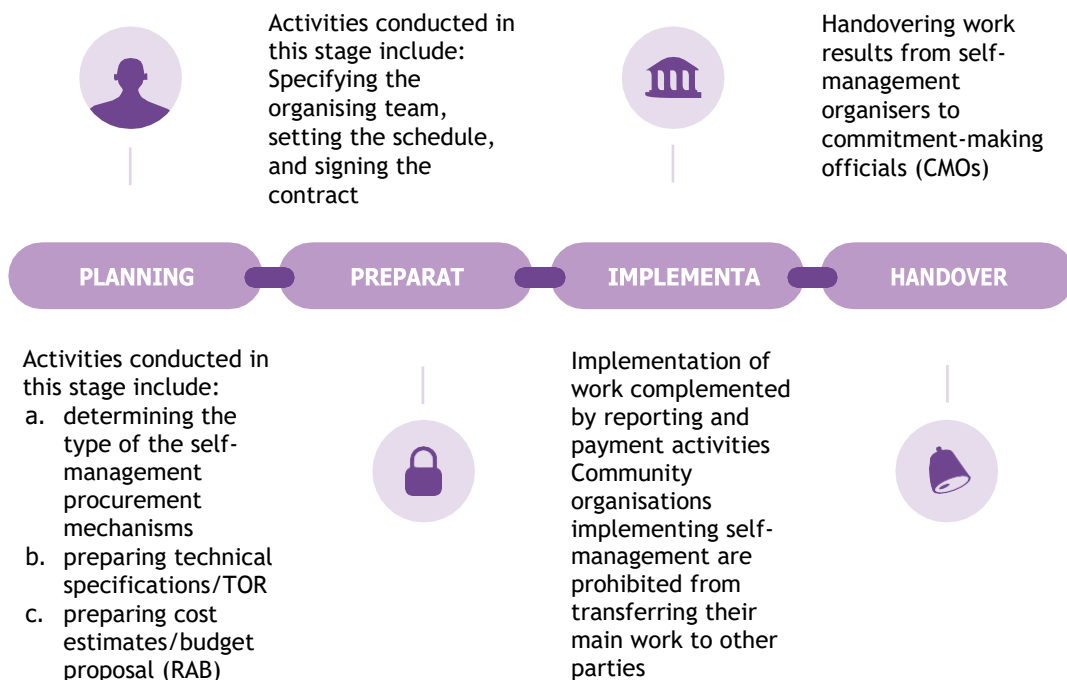 Activities conducted in
this stage include:
Specifying the
organising team,
setting the schedule,
and signing the
contract
Handovering work
results from self-
management
organisers to
commitment-making
officials (CMOs)
PLANNING
PREPARAT
IMPLEMENTA
HANDOVER
Activities conducted in
this stage include:
a. determining the
type of the self-
management
procurement
mechanisms
b. preparing technical
specifications/TOR
c. preparing cost
estimates/budget
proposal (RAB)
Implementation of
work complemented
by reporting and
payment activities
Community
organisations
implementing self-
management are
prohibited from
transferring their
main work to other
parties